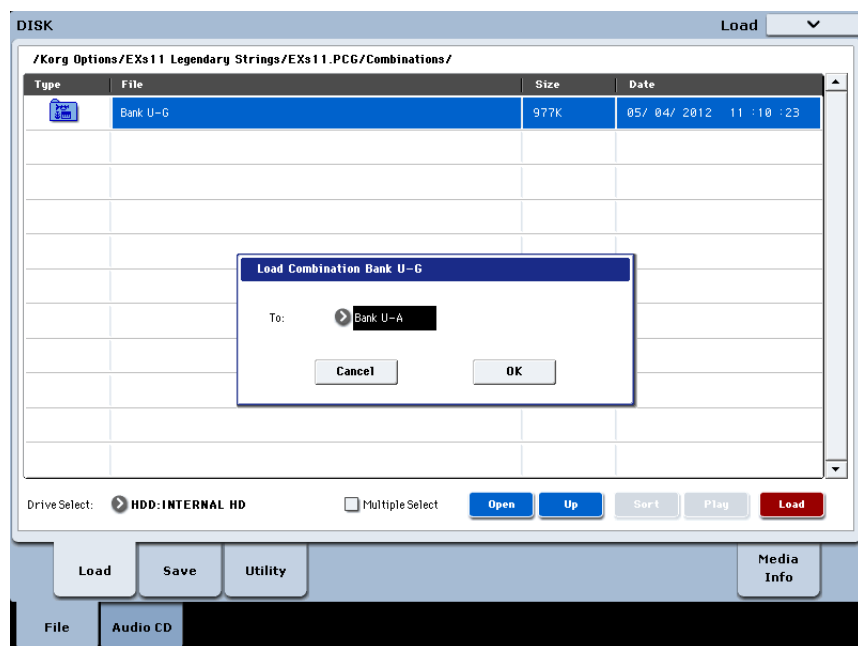 DISK Load
/Korg Options/EXs11 Legendary Strings/EXs11.PCG/Combinations/
Type File Size Date
Bank U-G 977K 05/ 04/ 2012 11 :10 :23
Load Combination Bank U-G
To: Bank U-A
Cancel OK
Drive Select: HDD:INTERNAL HD Multiple Select Open Up Sort Play Load
Load Save Utility Media Info
File Audio CD